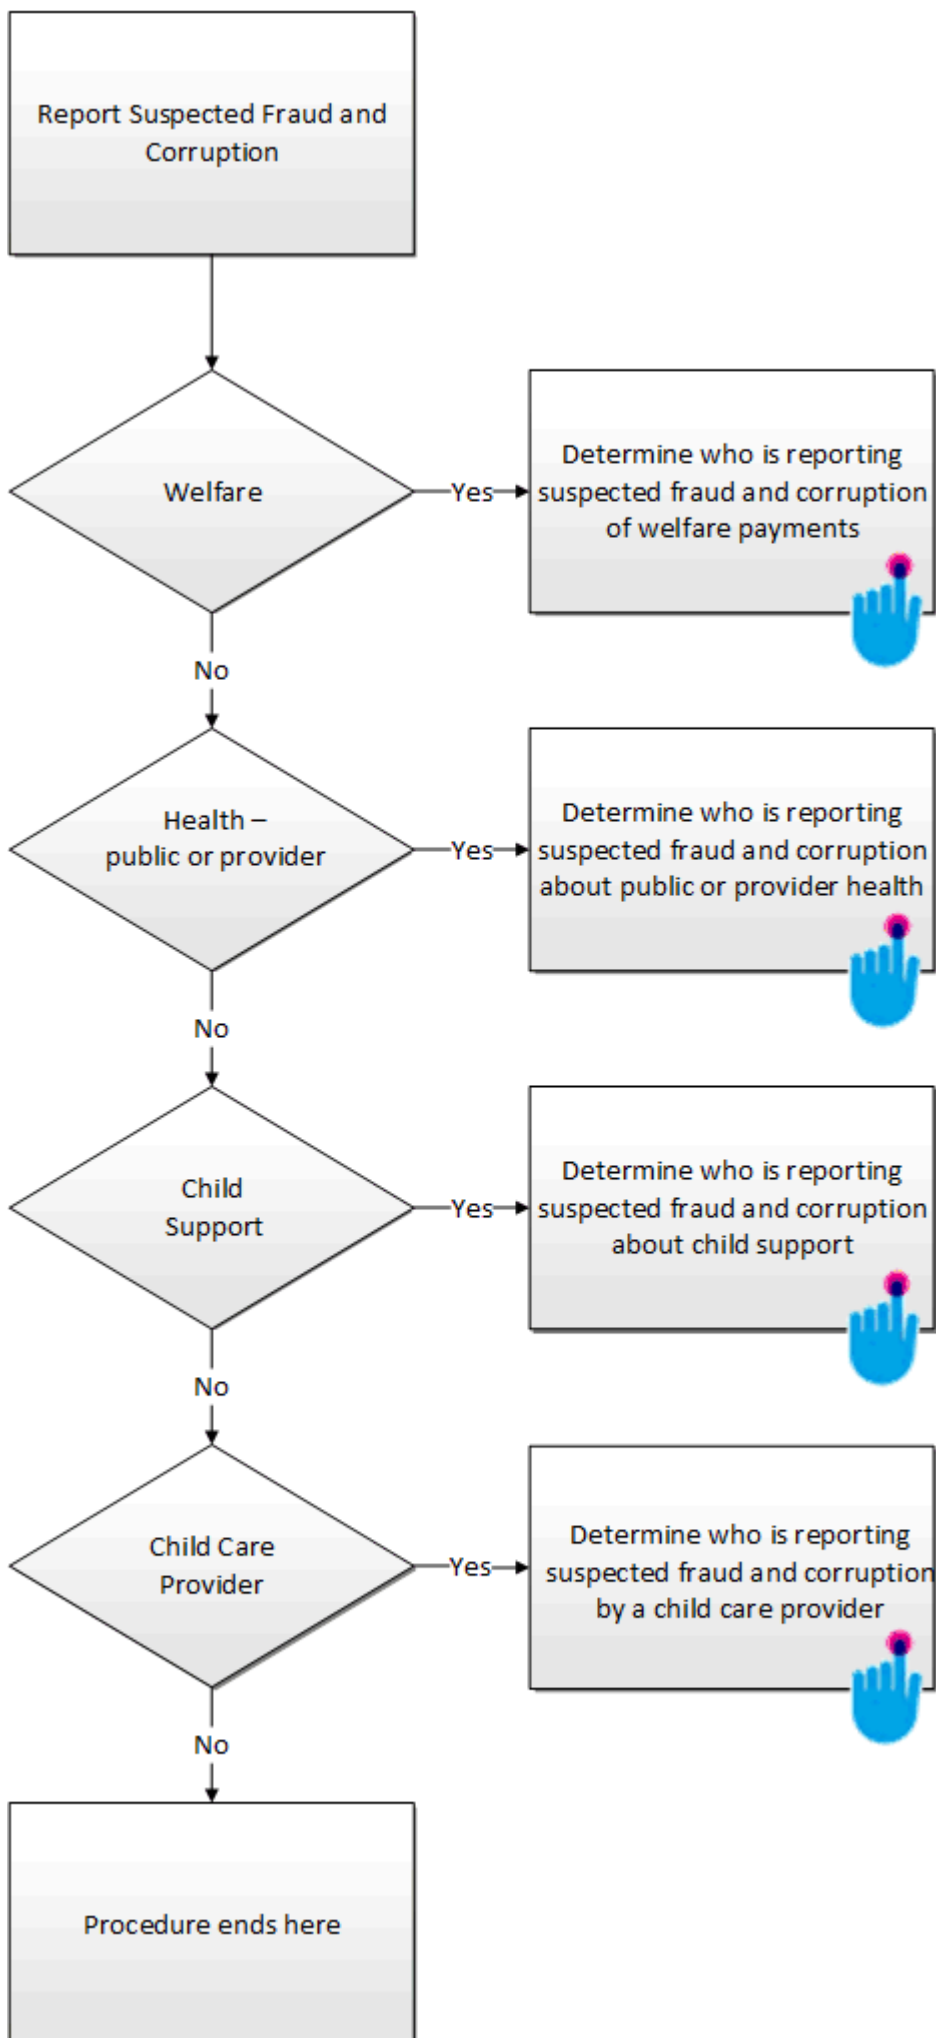 Report Suspected Fraud and
Corruption
Welfare
Yes
Determine who is reporting
suspected fraud and corruption
of welfare payments
No
Health –
public or provider
Yes
Determine who is reporting
suspected fraud and corruption
about public or provider health
No
Child
Support
Yes
Determine who is reporting
suspected fraud and corruption
about child support
No
Child Care
Provider
Yes
Determine who is reporting
suspected fraud and corruption
by a child care provider
No
Procedure ends here